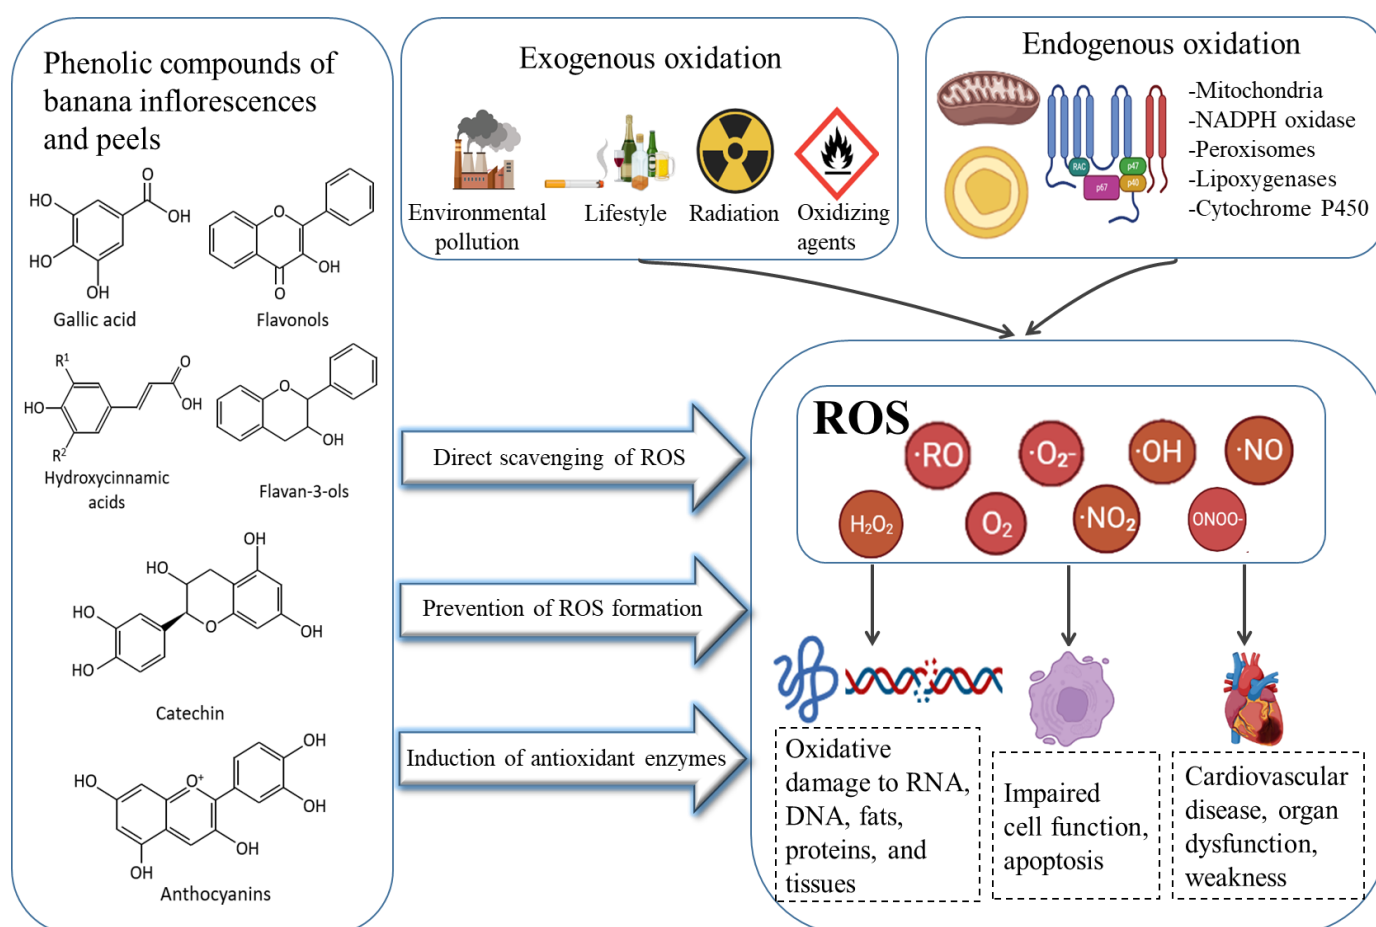 Phenolic compounds of
banana inflorescences
and peels
O
HO
OH
HO
OH
Gallic acid
O
OH
O
Flavonols
R¹
O
HO
OH
R²
Hydroxycinnamic
acids
O
OH
Flavan-3-ols
OH
HO
HO
O
OH
HO
Catechin
OH
HO
O⁺
OH
OH
OH
Anthocyanins
Exogenous oxidation
Environmental
pollution
Lifestyle
Radiation
Oxidizing
agents
Endogenous oxidation
RAC
p67
p47
p40
-Mitochondria
-NADPH oxidase
-Peroxisomes
-Lipoxygenases
-Cytochrome P450
Direct scavenging of ROS
Prevention of ROS formation
Induction of antioxidant enzymes
ROS
·RO
·O₂-
·OH
·NO
H₂O₂
O₂
·NO₂
ONOO-
Oxidative
damage to RNA,
DNA, fats,
proteins, and
tissues
Impaired
cell function,
apoptosis
Cardiovascular
disease, organ
dysfunction,
weakness